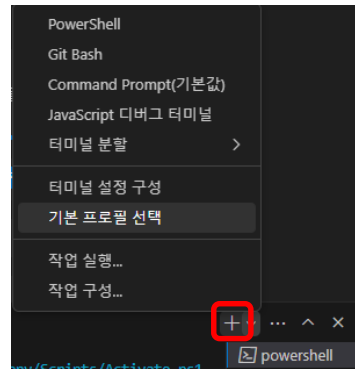 PowerShell
Git Bash
Command Prompt(기본값)
JavaScript 디버그 터미널
터미널 분할
터미널 설정 구성
기본 프로필 선택
작업 실행...
작업 구성...
powershell